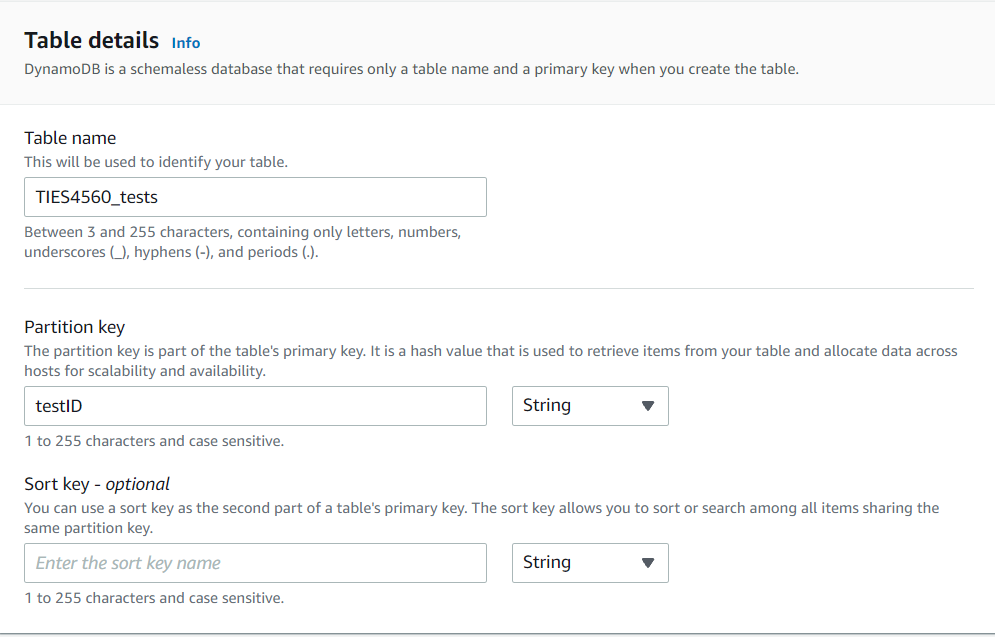 Table details Info
DynamoDB is a schemaless database that requires only a table name and a primary key when you create the table.
Table name
This will be used to identify your table.
TIES4560_tests
Between 3 and 255 characters, containing only letters, numbers,
underscores (_), hyphens (-), and periods (.).
Partition key
The partition key is part of the table's primary key. It is a hash value that is used to retrieve items from your table and allocate data across
hosts for scalability and availability.
testID String
1 to 255 characters and case sensitive.
Sort key - optional
You can use a sort key as the second part of a table's primary key. The sort key allows you to sort or search among all items sharing the
same partition key.
Enter the sort key name String
1 to 255 characters and case sensitive.